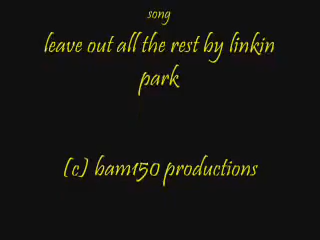 song
leave out all the rest by linkin
park
(c) bam150 productions